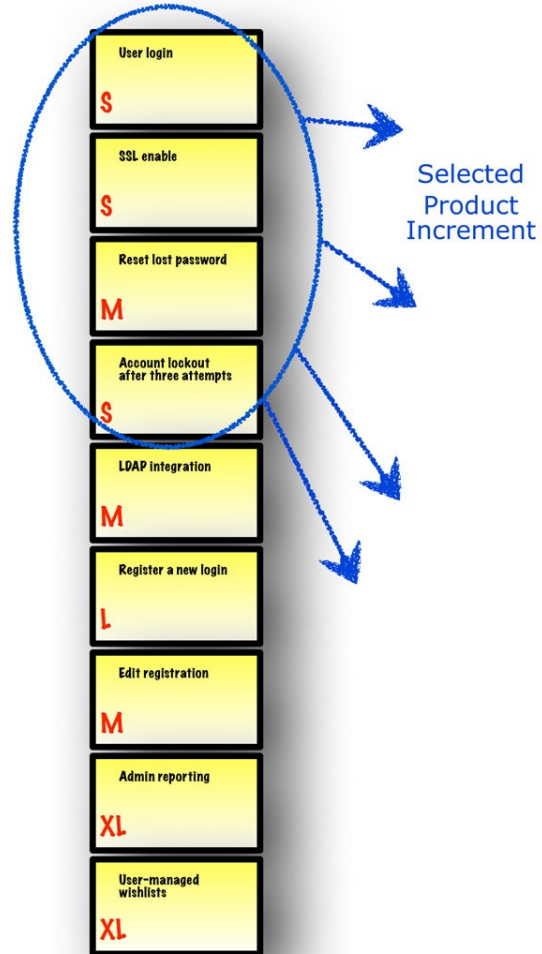 User login
S
SSL enable
S
Selected
Product
Increment
Reset lost password
M
Account lockout
after three attempts
S
LDAP integration
M
Register a new login
L
Edit registration
M
Admin reporting
XL
User-managed
wishlists
XL